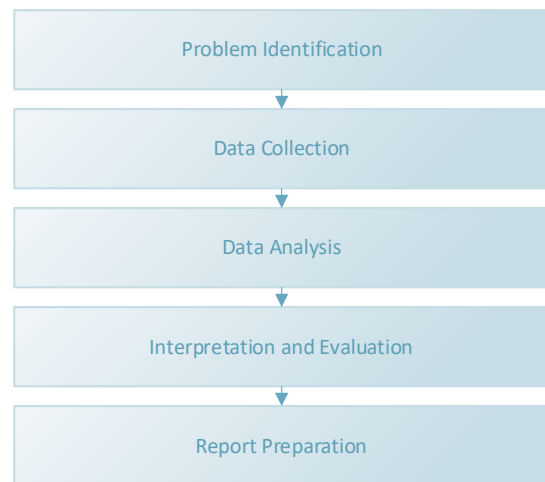 Problem Identification
Data Collection
Data Analysis
Interpretation and Evaluation
Report Preparation